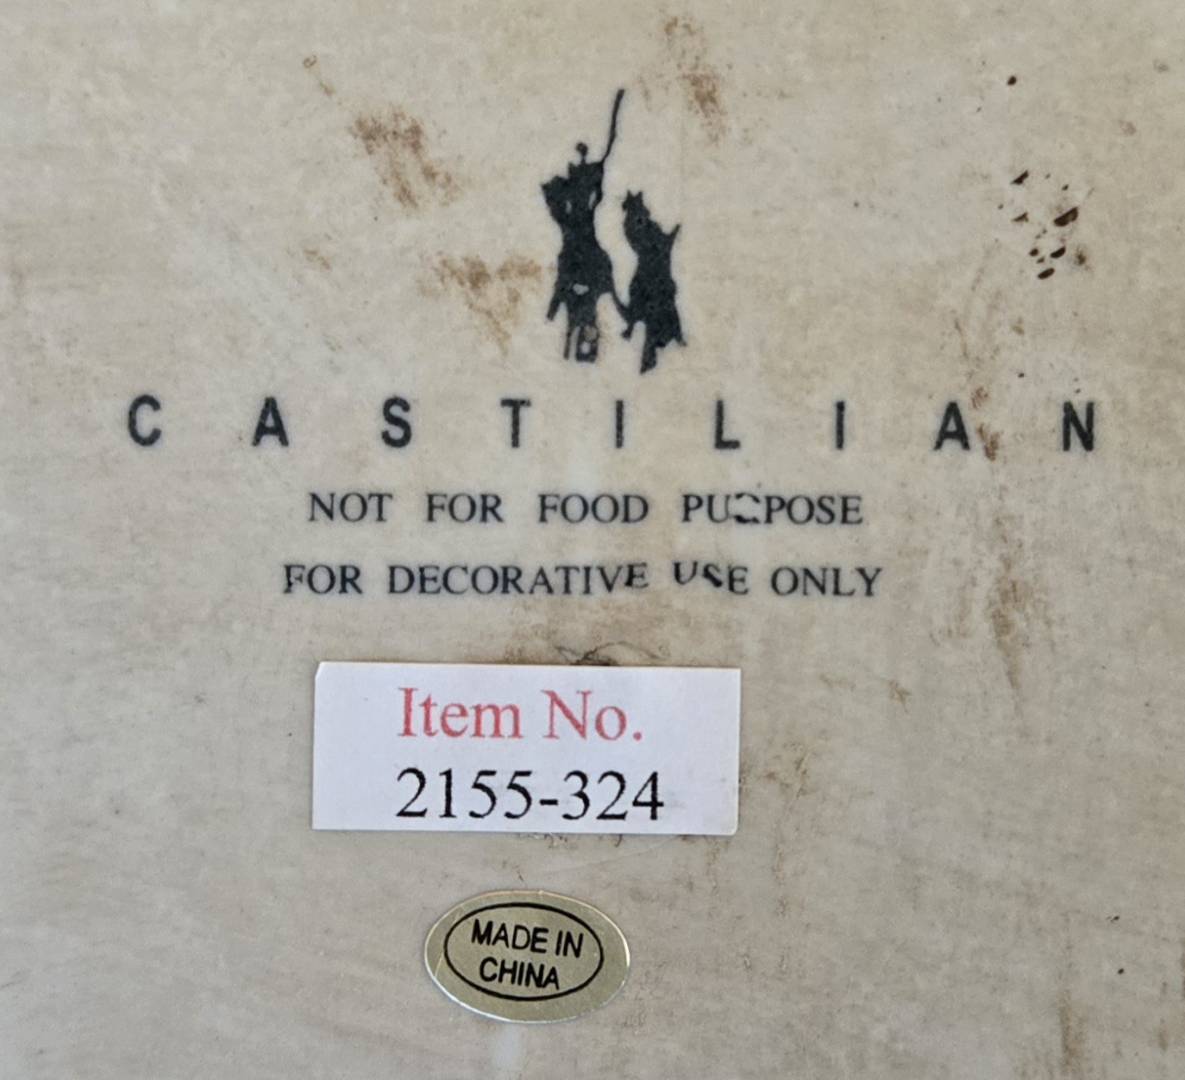 CASTILIAN
NOT FOR FOOD PURPOSE
FOR DECORATIVE USE ONLY
Item No.
2155-324
MADE IN
CHINA